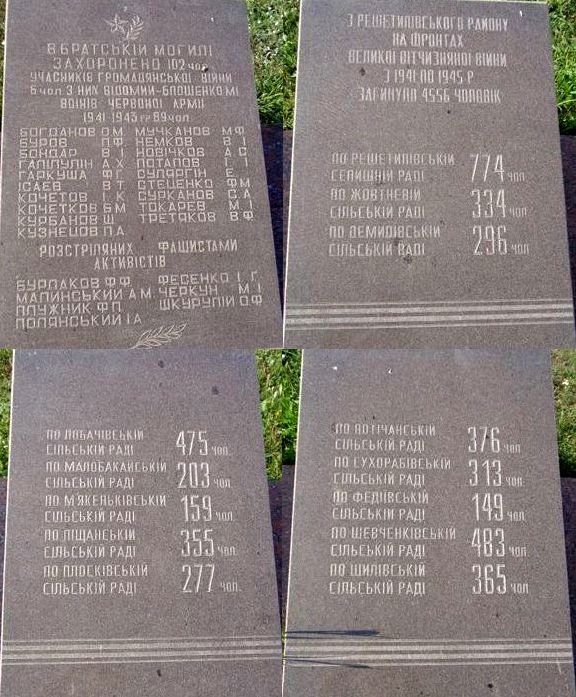 В БРАТСЬКІЙ МОГИЛІ
ЗАХОРОНЕНО 102 ЧОЛ.
УЧАСНИКІВ ГРОМАДЯНСЬКОЇ ВІЙНИ
6 ЧОЛ З НИХ ВІДОМИЙ-БЛОШЕНКО М.І
ВОЇНІВ ЧЕРВОНОЇ АРМІЇ
1941-1943 РР 89 ЧОЛ.
БОГДАНОВ О.М. МУЧКАНОВ М.Ф
БУРОВ П.Ф НЕМКОВ В.І
БОНДАР В.І НОВІЧКОВ А.С
ГАЛІУЛІН А.Х ПОТАПОВ Г.І
ГАРКУША Ф.Г. СУЛЯРГІН Е.
ІСАЕВ В.Т СТЕЦЕНКО Ф.М
КОЧЕТОВ І.К СУРКАНОВ С.А
КОЧЕТКОВ Б.М ТОКАРЕВ М.І
КУРБАНОВ Ш ТРЕТЯКОВ В.Ф
КУЗНЕЦОВ П.А
РОЗСТРІЛЯНИХ ФАШИСТАМИ
АКТИВІСТІВ
БУРЛАКОВ Ф.Ф ФЕСЕНКО І.Г.
МАЛИНСЬКИЙ А.М ЧЕРКУН М.І
ПЛУЖНИК Ф.П ШКУРУПІЙ О.Ф
ПОЛЯНСЬКИЙ І.А
З РЕШЕТИЛІВСЬКОГО РАЙОНУ
НА ФРОНТАХ
ВЕЛИКОЇ ВІТЧИЗНЯНОЇ ВІЙНИ
З 1941 ПО 1945 Р
ЗАГИНУЛО 4556 ЧОЛОВІК
ПО РЕШЕТИЛІВСЬКІЙ
СЕЛИЩНІЙ РАДІ 774 ЧОЛ
ПО ЖОВТНЕВІЙ
СІЛЬСЬКІЙ РАДІ 334 ЧОЛ
ПО ДЕМИДІВСЬКІЙ
СІЛЬСЬКІЙ РАДІ 296 ЧОЛ
ПО ЛОБАЧІВСЬКІЙ
СІЛЬСЬКІЙ РАДІ 475 ЧОЛ.
ПО МАЛОБАКАЙСЬКІЙ
СІЛЬСЬКІЙ РАДІ 203 ЧОЛ.
ПО М'ЯКЕНЬКІВСЬКІЙ
СІЛЬСЬКІЙ РАДІ 159 ЧОЛ
ПО ПІЩАНСЬКІЙ
СІЛЬСЬКІЙ РАДІ 355 ЧОЛ
ПО ПЛОСКІВСЬКІЙ
СІЛЬСЬКІЙ РАДІ 277 ЧОЛ.
ПО ПОТІЧАНСЬКІЙ
СІЛЬСЬКІЙ РАДІ 376 ЧОЛ
ПО СУХОРАБІВСЬКІЙ
СІЛЬСЬКІЙ РАДІ 313 ЧОЛ
ПО ФЕДІЇВСЬКІЙ
СІЛЬСЬКІЙ РАДІ 149 ЧОЛ
ПО ШЕВЧЕНКІВСЬКІЙ
СІЛЬСЬКІЙ РАДІ 483 ЧОЛ
ПО ШИЛІВСЬКІЙ
СІЛЬСЬКІЙ РАДІ 365 ЧОЛ